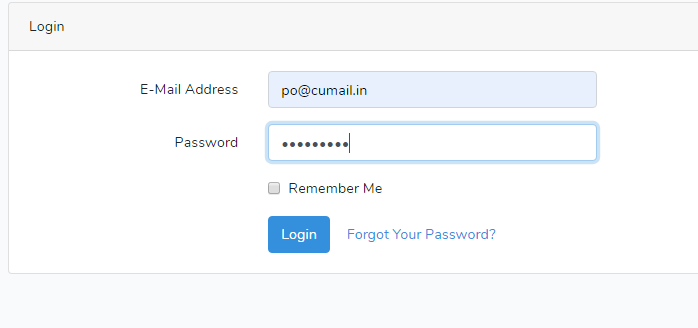 Login
E-Mail Address po@cumail.in
Password •••••••••
Remember Me
Login Forgot Your Password?